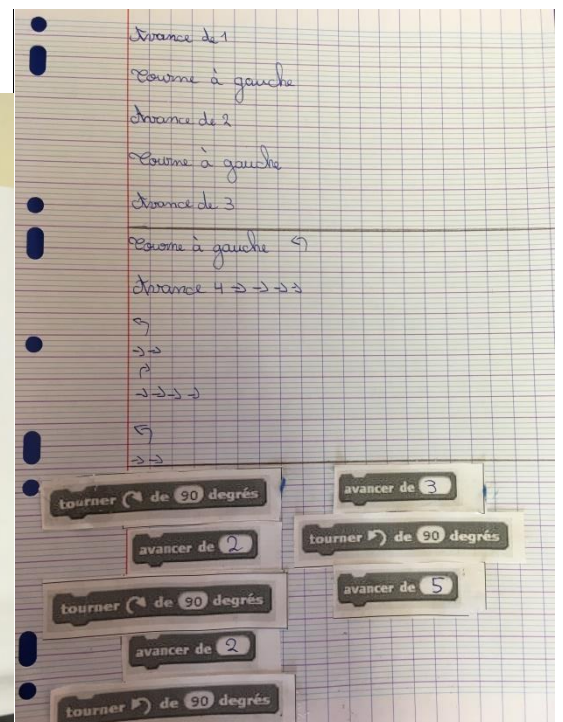 Avance de 1
Tourne à gauche
Avance de 2
Tourne à gauche
Avance de 3
Tourne à gauche ↰
Avance 4 → → → →
↰
→ →
↱
→ → → →
↰
→ →
tourner ↻ de 90 degrés
avancer de 2
tourner ↻ de 90 degrés
avancer de 2
tourner ↺ de 90 degrés
avancer de 3
tourner ↺ de 90 degrés
avancer de 5